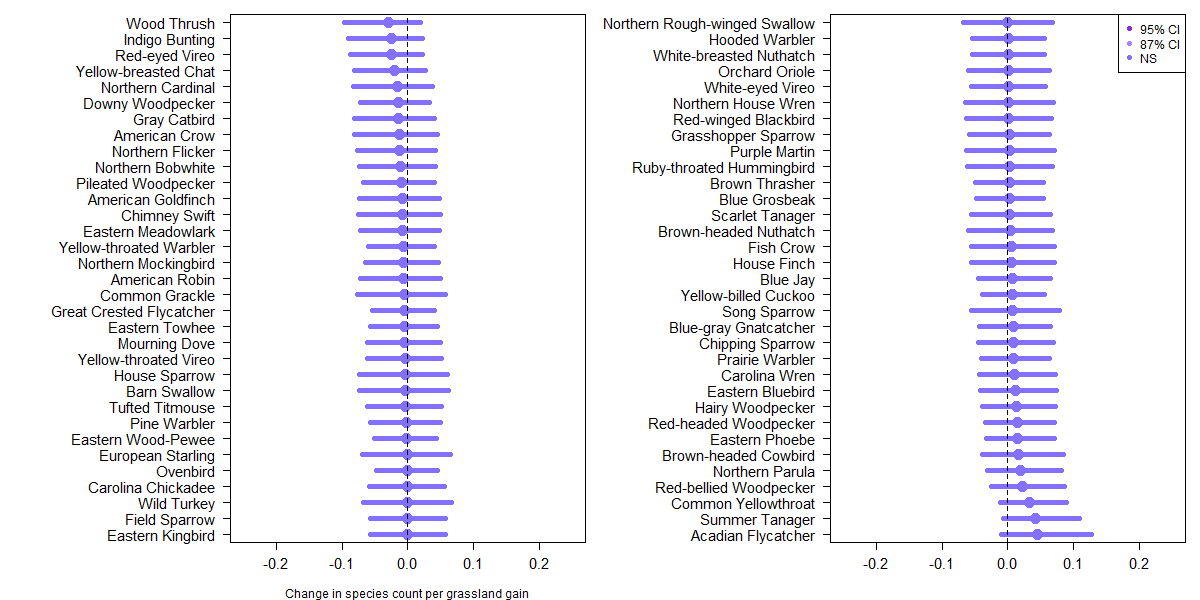 Wood Thrush
Indigo Bunting
Red-eyed Vireo
Yellow-breasted Chat
Northern Cardinal
Downy Woodpecker
Gray Catbird
American Crow
Northern Flicker
Northern Bobwhite
Pileated Woodpecker
American Goldfinch
Chimney Swift
Eastern Meadowlark
Yellow-throated Warbler
Northern Mockingbird
American Robin
Common Grackle
Great Crested Flycatcher
Eastern Towhee
Mourning Dove
Yellow-throated Vireo
House Sparrow
Barn Swallow
Tufted Titmouse
Pine Warbler
Eastern Wood-Pewee
European Starling
Ovenbird
Carolina Chickadee
Wild Turkey
Field Sparrow
Eastern Kingbird
-0.2 -0.1 0.0 0.1 0.2
Change in species count per grassland gain
Northern Rough-winged Swallow
Hooded Warbler
White-breasted Nuthatch
Orchard Oriole
White-eyed Vireo
Northern House Wren
Red-winged Blackbird
Grasshopper Sparrow
Purple Martin
Ruby-throated Hummingbird
Brown Thrasher
Blue Grosbeak
Scarlet Tanager
Brown-headed Nuthatch
Fish Crow
House Finch
Blue Jay
Yellow-billed Cuckoo
Song Sparrow
Blue-gray Gnatcatcher
Chipping Sparrow
Prairie Warbler
Carolina Wren
Eastern Bluebird
Hairy Woodpecker
Red-headed Woodpecker
Eastern Phoebe
Brown-headed Cowbird
Northern Parula
Red-bellied Woodpecker
Common Yellowthroat
Summer Tanager
Acadian Flycatcher
-0.2 -0.1 0.0 0.1 0.2
95% CI
87% CI
NS